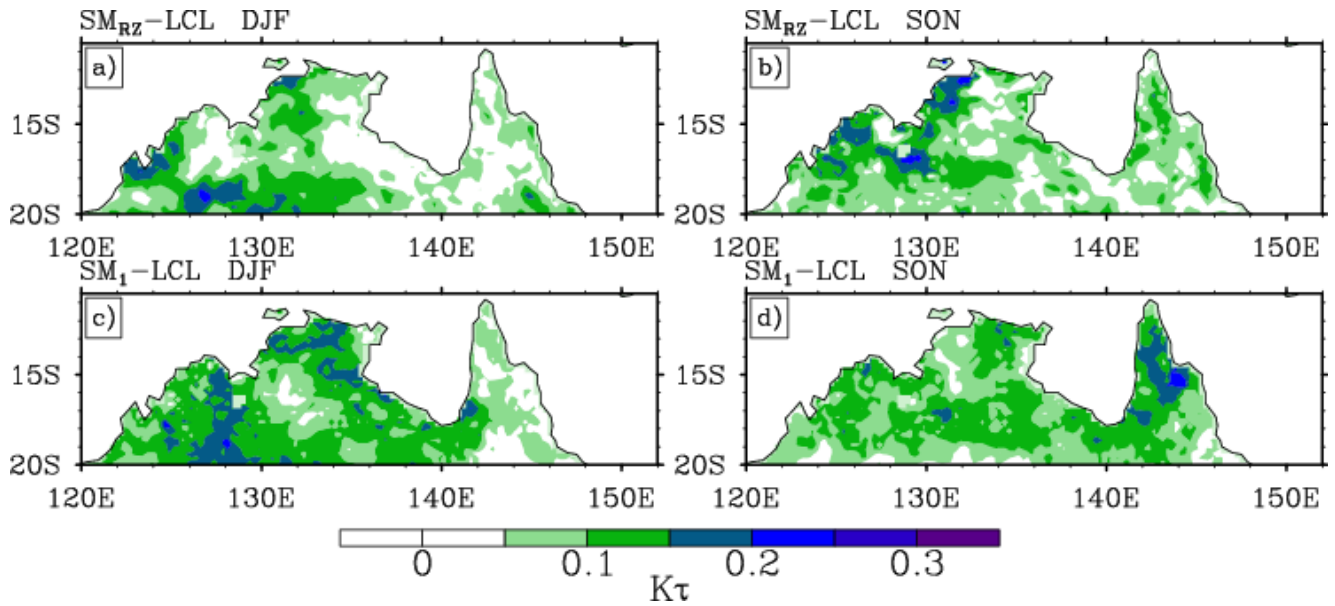 SM_RZ-LCL DJF
SM_RZ-LCL SON
a)
b)
15S
15S
20S
20S
120E 130E 140E 150E
120E 130E 140E 150E
SM_1-LCL DJF
SM_1-LCL SON
c)
d)
15S
15S
20S
20S
120E 130E 140E 150E
120E 130E 140E 150E
0 0.1 0.2 0.3
Kτ